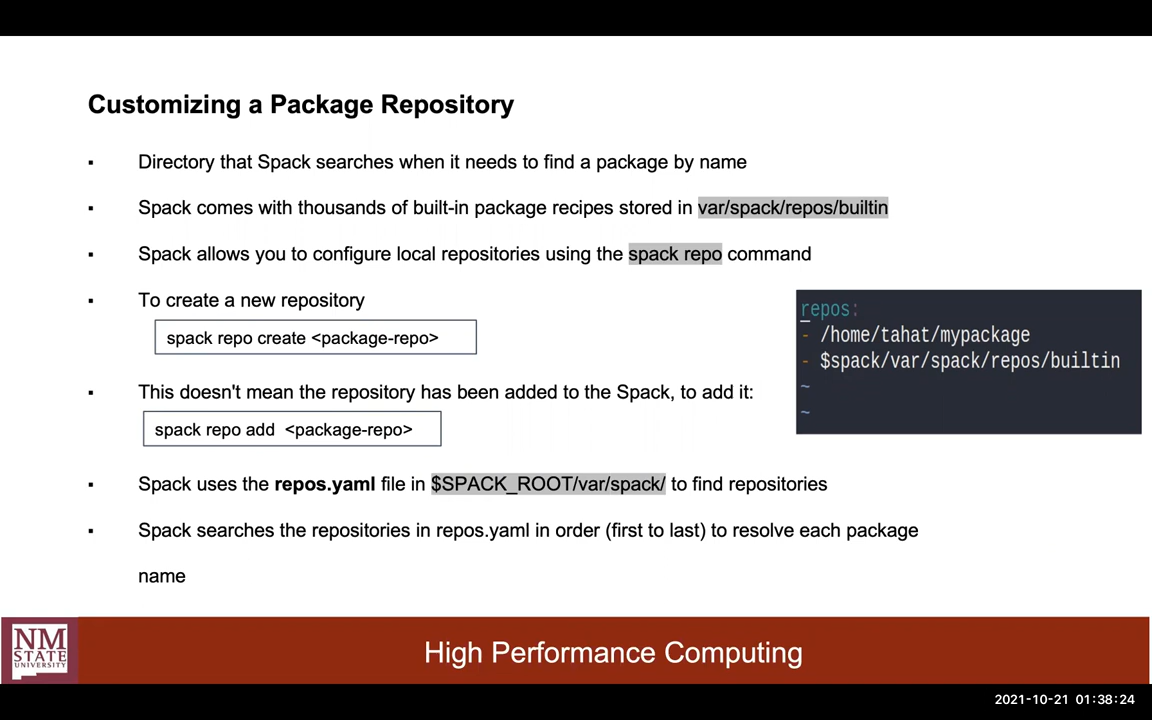 Customizing a Package Repository
▪ Directory that Spack searches when it needs to find a package by name
▪ Spack comes with thousands of built-in package recipes stored in var/spack/repos/builtin
▪ Spack allows you to configure local repositories using the spack repo command
▪ To create a new repository
spack repo create <package-repo>
▪ This doesn't mean the repository has been added to the Spack, to add it:
spack repo add <package-repo>
▪ Spack uses the repos.yaml file in $SPACK_ROOT/var/spack/ to find repositories
▪ Spack searches the repositories in repos.yaml in order (first to last) to resolve each package
name
repos:
- /home/tahat/mypackage
- $spack/var/spack/repos/builtin
~
~
NM
STATE
UNIVERSITY
High Performance Computing
2021-10-21 01:38:24